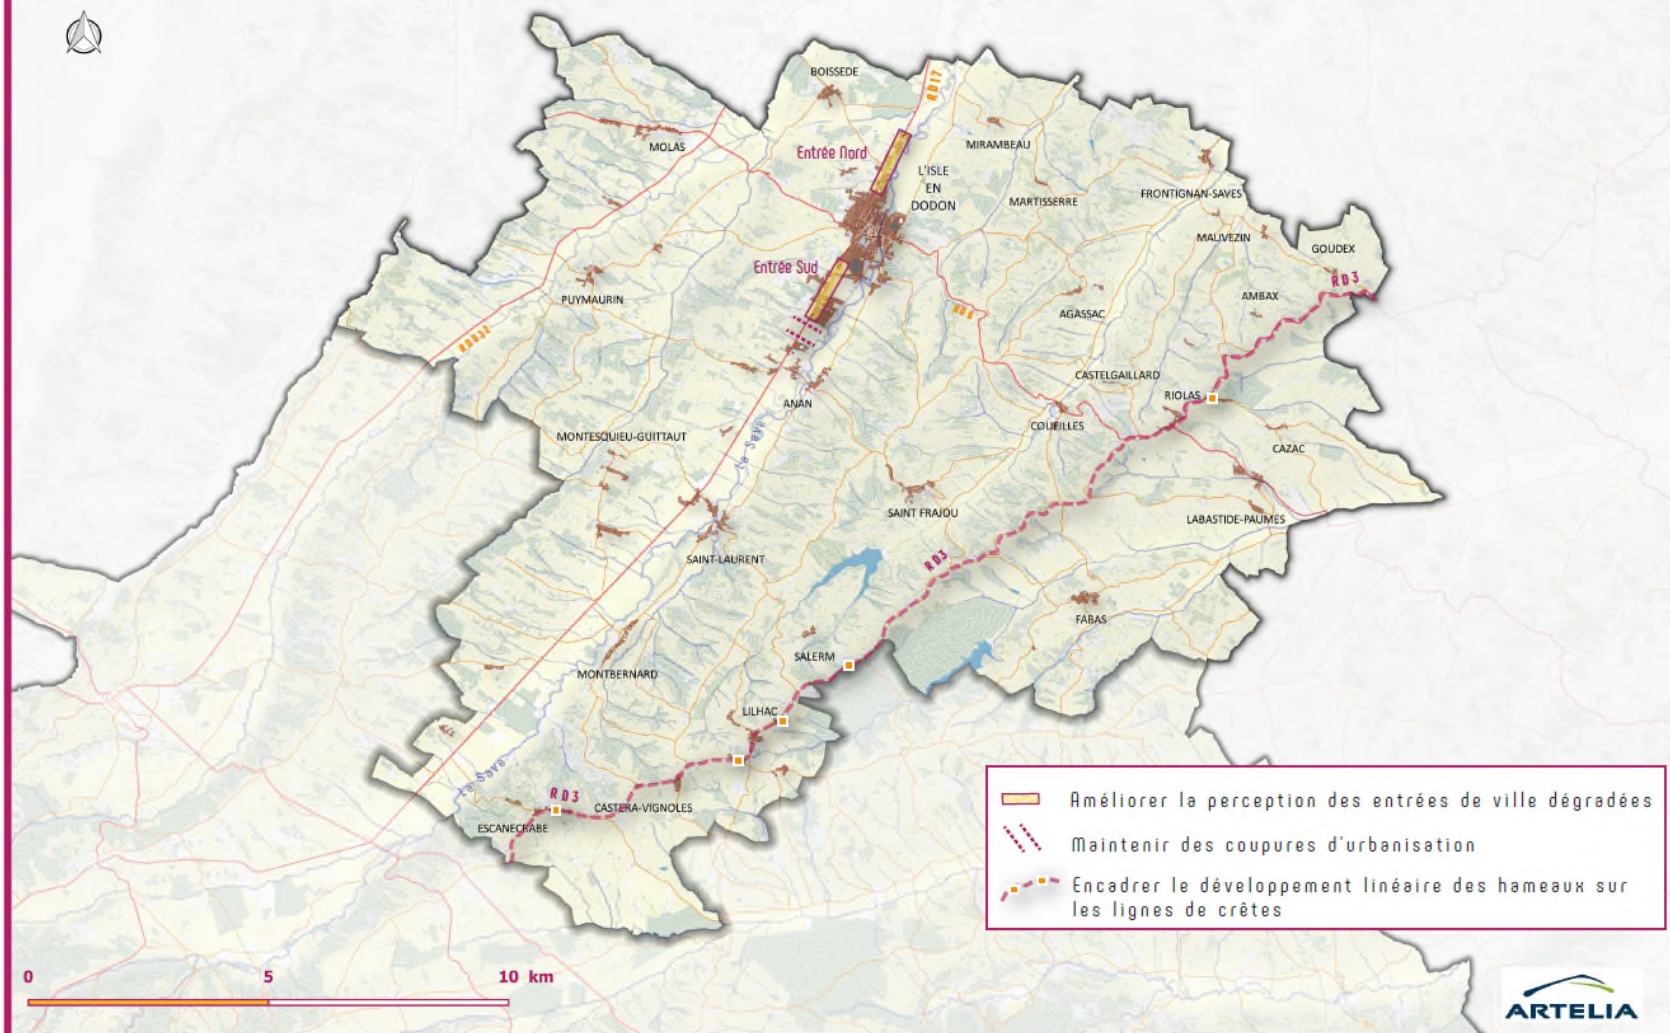 BOISSEDE
RD17
MOLAS
Entrée Nord
MIRAMBEAU
L'ISLE
EN
DODON
FRONTIGNAN-SAVES
MARTISSERRE
MAUVEZIN
GOUDEX
Entrée Sud
RD3
PUYMAURIN
AMBAX
AGASSAC
RD632
CASTELGAILLARD
RIOLAS
ANAN
COUEILLES
MONTESQUIEU-GUITTAUT
La Save
CAZAC
SAINT FRAJOU
LABASTIDE-PAUMES
SAINT-LAURENT
RD3
FABAS
SALERM
MONTBERNARD
LILHAC
La Save
RD3
CASTERA-VIGNOLES
ESCANECRABE
Améliorer la perception des entrées de ville dégradées
Maintenir des coupures d'urbanisation
Encadrer le développement linéaire des hameaux sur
les lignes de crêtes
0 5 10 km
ARTELIA